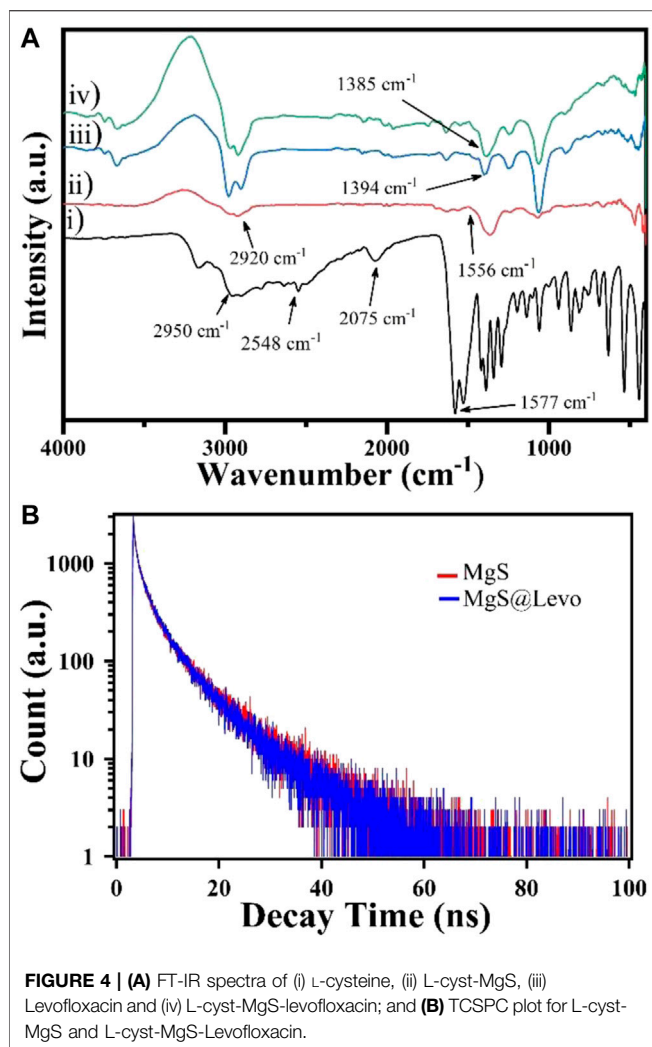 A
iv)
iii)
ii)
i)
1385 cm⁻¹
1394 cm⁻¹
2920 cm⁻¹
1556 cm⁻¹
2950 cm⁻¹
2548 cm⁻¹
2075 cm⁻¹
1577 cm⁻¹
Intensity (a.u.)
4000 3000 2000 1000
Wavenumber (cm⁻¹)
B
1000
100
10
1
MgS
MgS@Levo
Count (a.u.)
0 20 40 60 80 100
Decay Time (ns)
FIGURE 4 | (A) FT-IR spectra of (i) L-cysteine, (ii) L-cyst-MgS, (iii)
Levofloxacin and (iv) L-cyst-MgS-levofloxacin; and (B) TCSPC plot for L-cyst-
MgS and L-cyst-MgS-Levofloxacin.